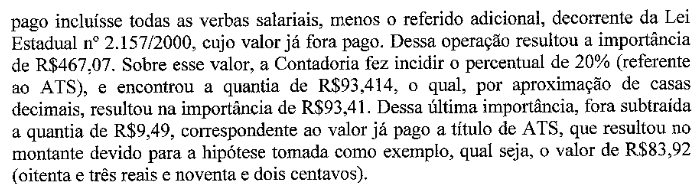 pago incluísse todas as verbas salariais, menos o referido adicional, decorrente da Lei
Estadual nº 2.157/2000, cujo valor já fora pago. Dessa operação resultou a importância
de R$467,07. Sobre esse valor, a Contadoria fez incidir o percentual de 20% (referente
ao ATS), e encontrou a quantia de R$93,414, o qual, por aproximação de casas
decimais, resultou na importância de R$93,41. Dessa última importância, fora subtraída
a quantia de R$9,49, correspondente ao valor já pago a título de ATS, que resultou no
montante devido para a hipótese tomada como exemplo, qual seja, o valor de R$83,92
(oitenta e três reais e noventa e dois centavos).